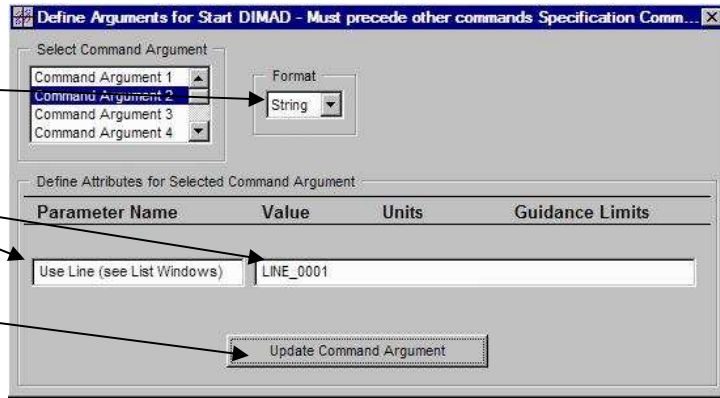 Define Arguments for Start DIMAD - Must precede other commands Specification Comm...
Select Command Argument
Command Argument 1
Command Argument 2
Command Argument 3
Command Argument 4
Format
String
Define Attributes for Selected Command Argument
Parameter Name Value Units Guidance Limits
Use Line (see List Windows) LINE_0001
Update Command Argument